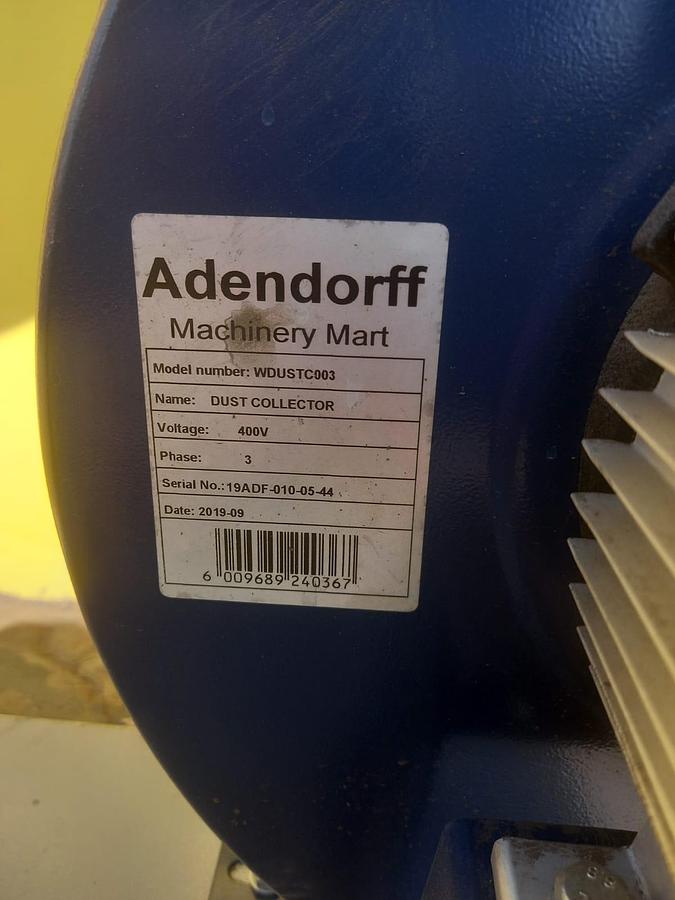 Adendorff
Machinery Mart
Model number: WDUSTC003
Name: DUST COLLECTOR
Voltage: 400V
Phase: 3
Serial No.: 19ADF-010-05-44
Date: 2019-09
6 009689 240367